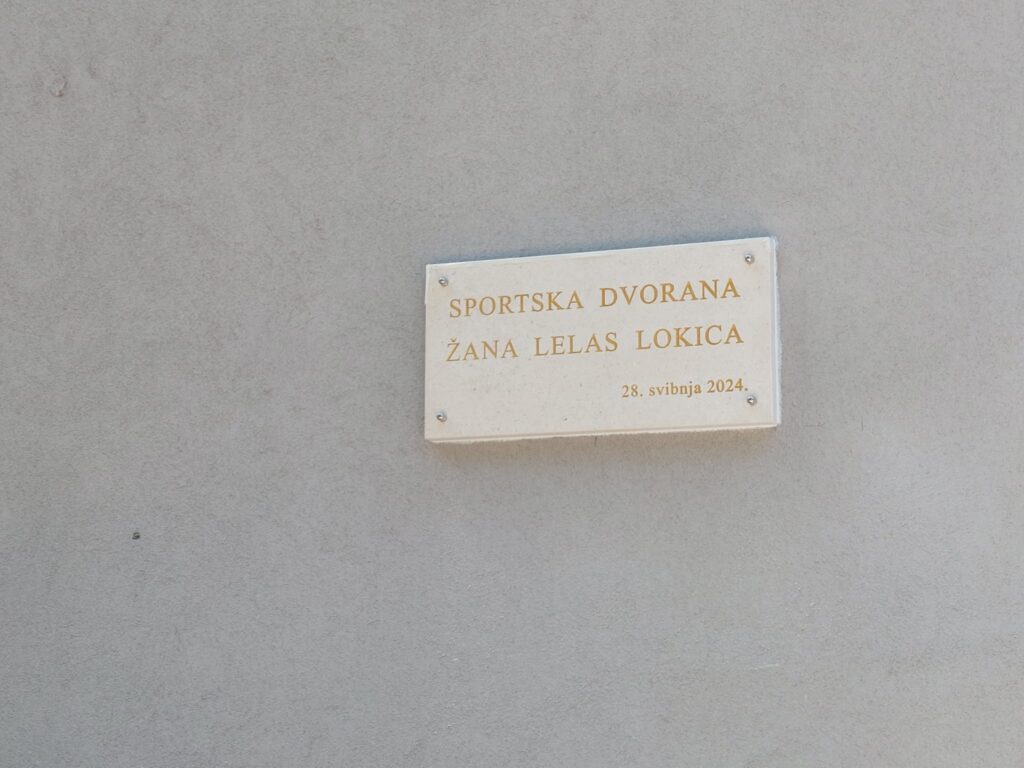 SPORTSKA DVORANA
ŽANA LELAS LOKICA
28. svibnja 2024.